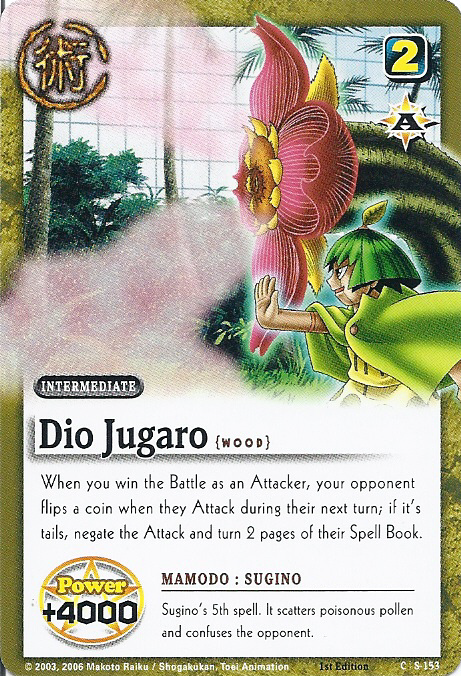 術
2
A
INTERMEDIATE
Dio Jugaro {WOOD}
When you win the Battle as an Attacker, your opponent
flips a coin when they Attack during their next turn; if it's
tails, negate the Attack and turn 2 pages of their Spell Book.
Power
+4000
MAMODO : SUGINO
Sugino's 5th spell. It scatters poisonous pollen
and confuses the opponent.
© 2003, 2006 Makoto Raiku / Shogakukan, Toei Animation 1st Edition C : S-153